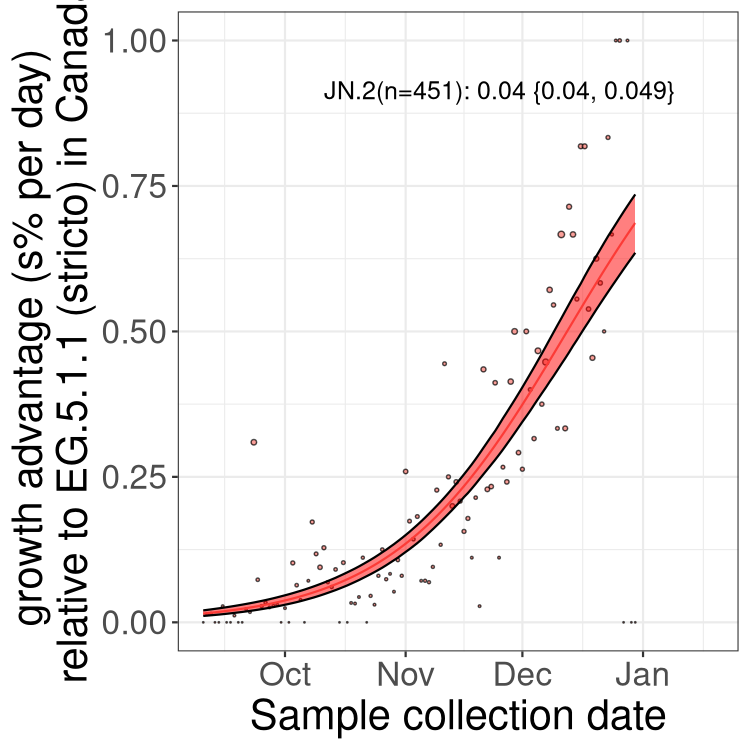 growth advantage (s% per day)
relative to EG.5.1.1 (stricto) in Canada
1.00
0.75
0.50
0.25
0.00
JN.2(n=451): 0.04 {0.04, 0.049}
Oct Nov Dec Jan
Sample collection date